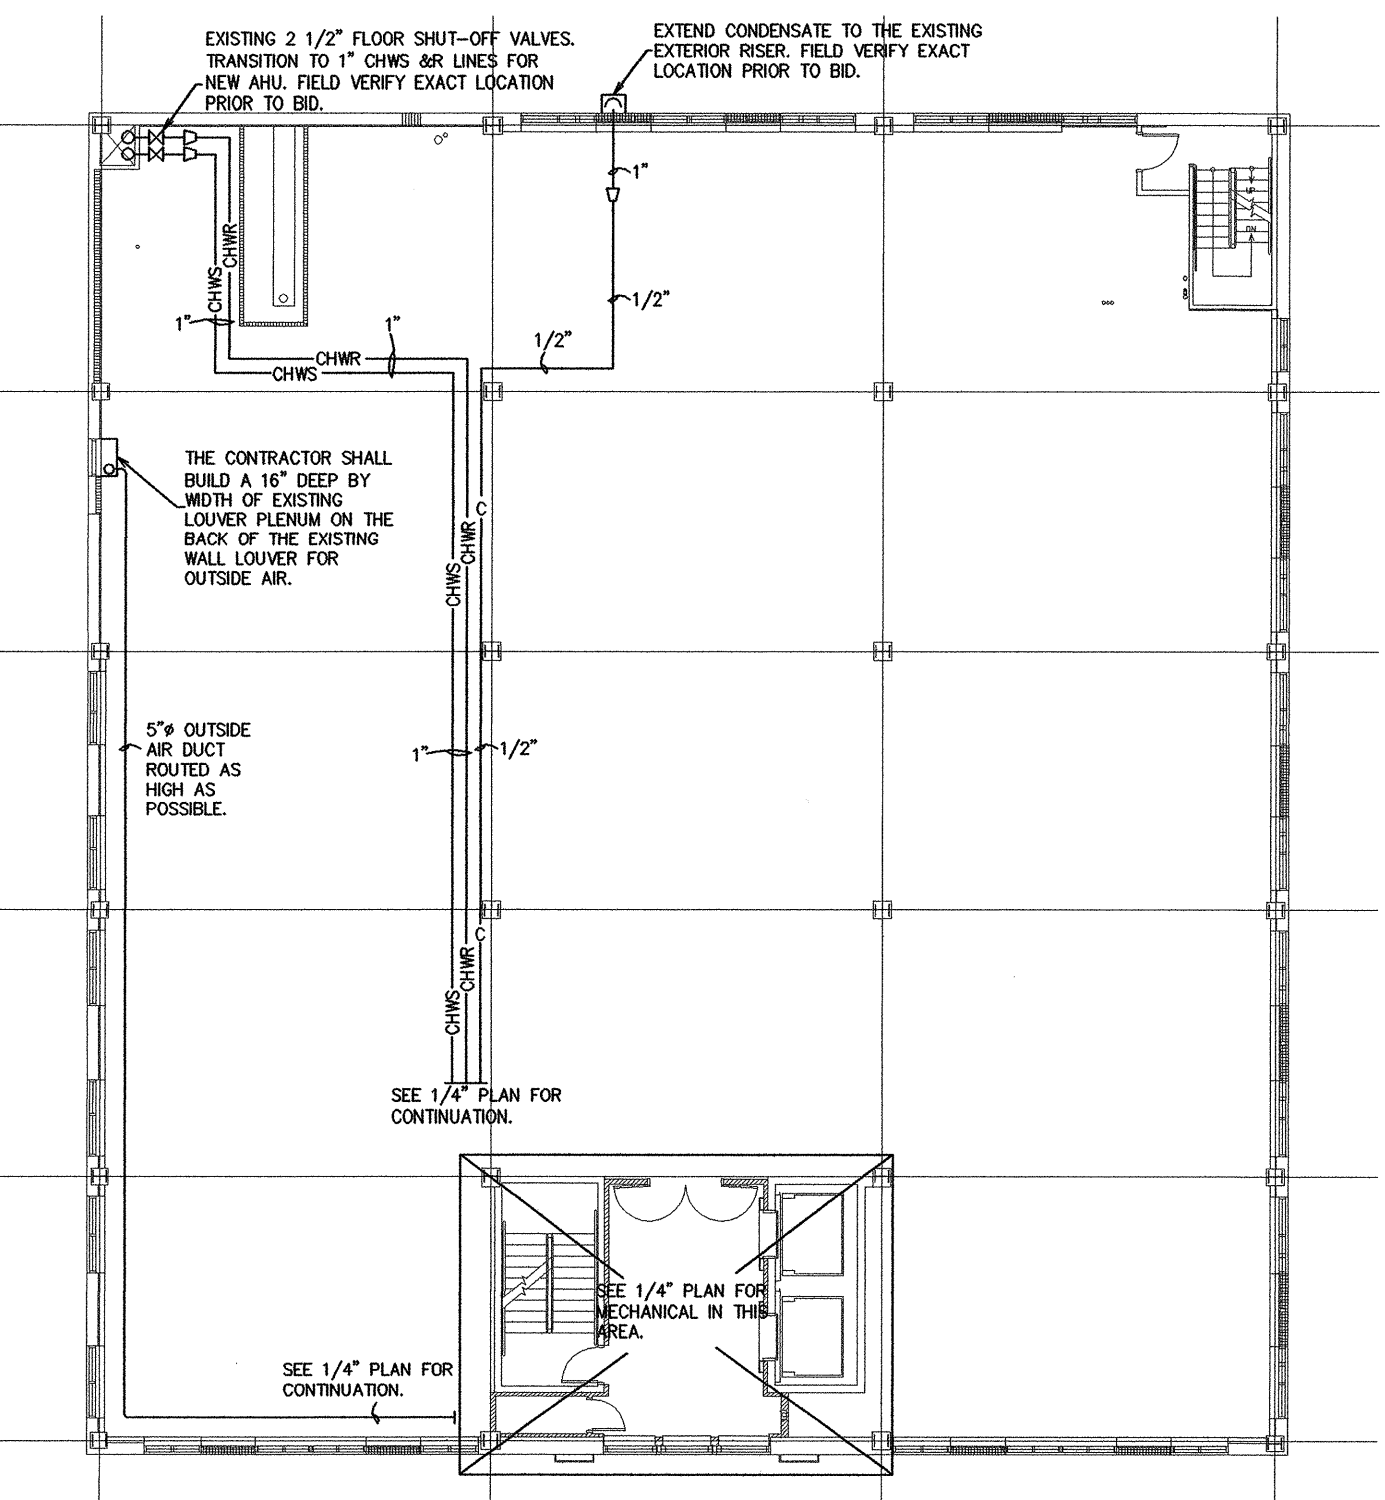 EXISTING 2 1/2" FLOOR SHUT-OFF VALVES.
TRANSITION TO 1" CHWS &R LINES FOR
NEW AHU. FIELD VERIFY EXACT LOCATION
PRIOR TO BID.
EXTEND CONDENSATE TO THE EXISTING
EXTERIOR RISER. FIELD VERIFY EXACT
LOCATION PRIOR TO BID.
1"
UP
DN
CHWR
CHWS
1"
1"
1/2"
1/2"
CHWR
CHWS
THE CONTRACTOR SHALL
BUILD A 16" DEEP BY
WIDTH OF EXISTING
LOUVER PLENUM ON THE
BACK OF THE EXISTING
WALL LOUVER FOR
OUTSIDE AIR.
C
CHWR
CHWS
5"ø OUTSIDE
AIR DUCT
ROUTED AS
HIGH AS
POSSIBLE.
1"
1/2"
C
CHWR
CHWS
SEE 1/4" PLAN FOR
CONTINUATION.
SEE 1/4" PLAN FOR
MECHANICAL IN THIS
AREA.
SEE 1/4" PLAN FOR
CONTINUATION.